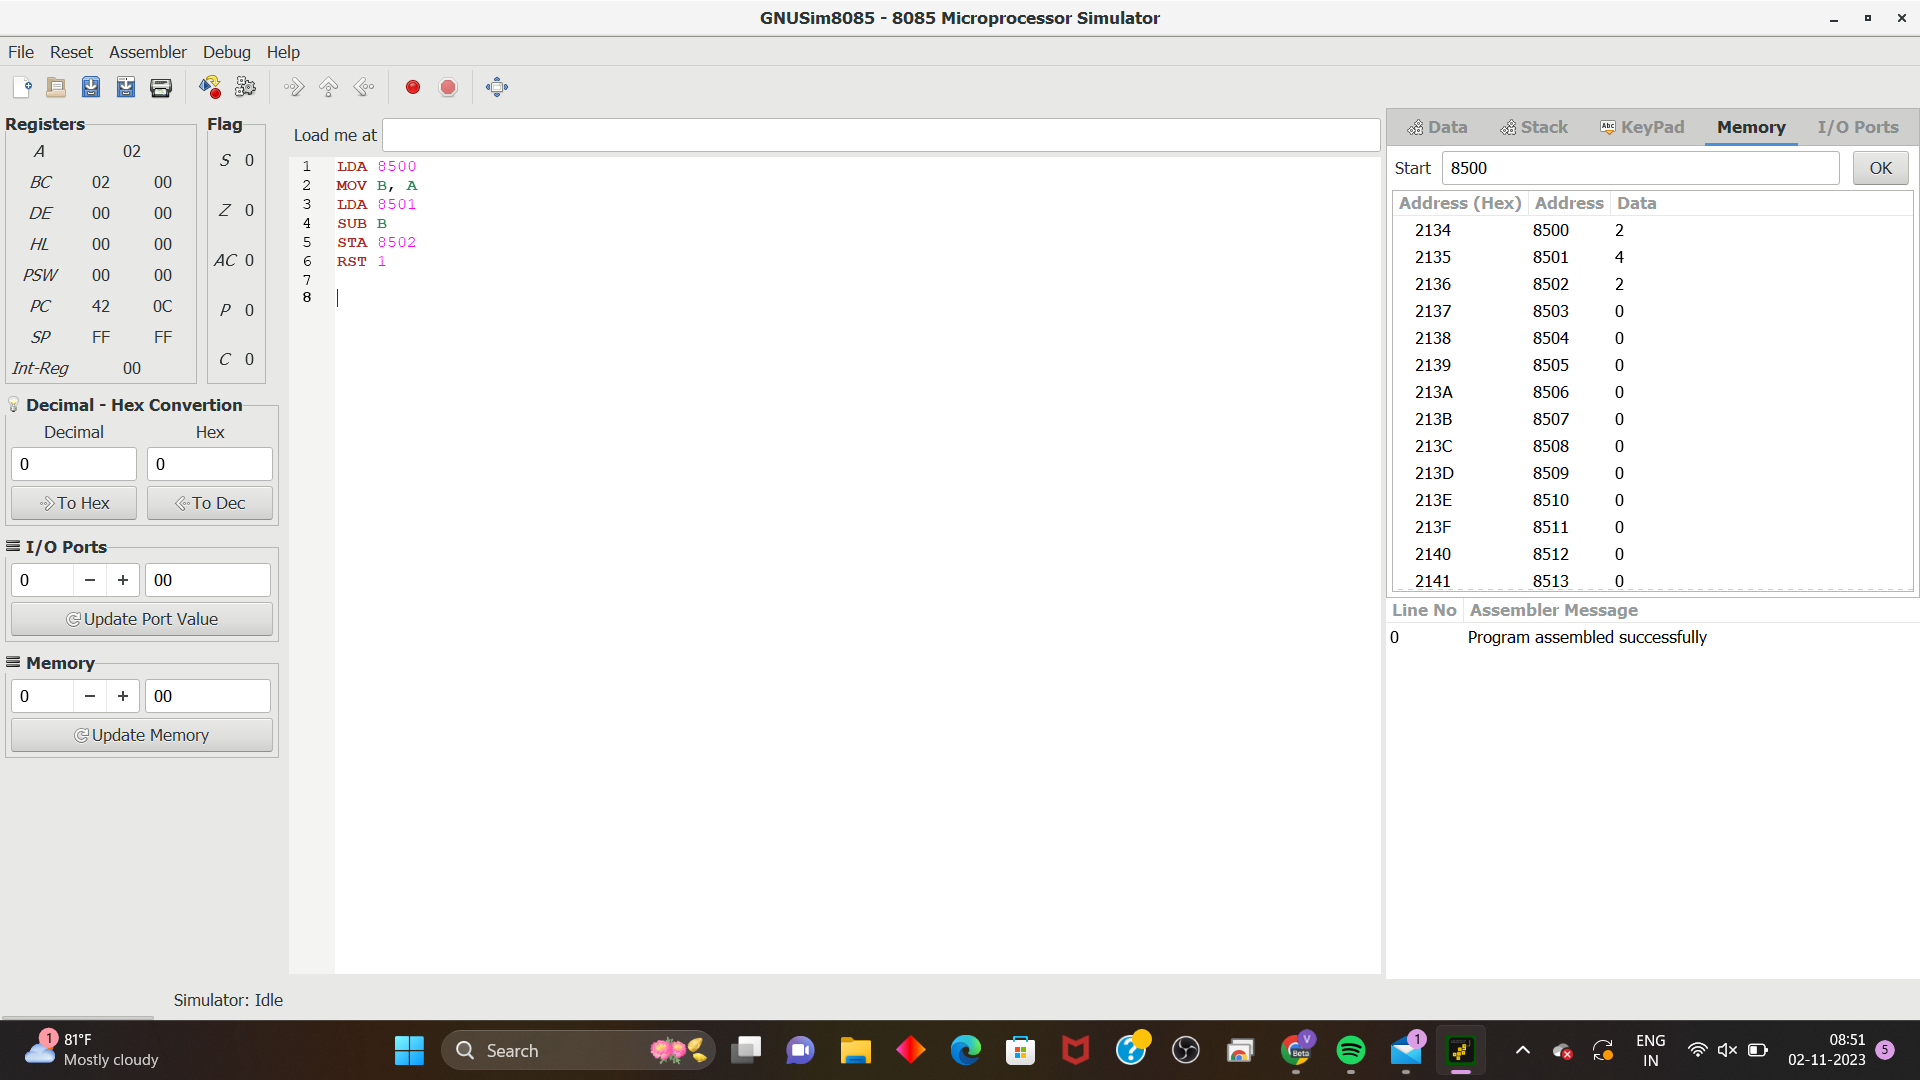 GNUSim8085 - 8085 Microprocessor Simulator
File Reset Assembler Debug Help
Registers
A 02
BC 02 00
DE 00 00
HL 00 00
PSW 00 00
PC 42 0C
SP FF FF
Int-Reg 00
Flag
S 0
Z 0
AC 0
P 0
C 0
Decimal - Hex Convertion
Decimal Hex
0 0
To Hex To Dec
I/O Ports
0 − + 00
Update Port Value
Memory
0 − + 00
Update Memory
Load me at
1 LDA 8500
2 MOV B, A
3 LDA 8501
4 SUB B
5 STA 8502
6 RST 1
7
8
Data Stack Abc KeyPad Memory I/O Ports
Start 8500 OK
Address (Hex) Address Data
2134 8500 2
2135 8501 4
2136 8502 2
2137 8503 0
2138 8504 0
2139 8505 0
213A 8506 0
213B 8507 0
213C 8508 0
213D 8509 0
213E 8510 0
213F 8511 0
2140 8512 0
2141 8513 0
Line No Assembler Message
0 Program assembled successfully
Simulator: Idle
1 81°F
Mostly cloudy
Search
V
Beta
1
ENG
IN
08:51
02-11-2023
5